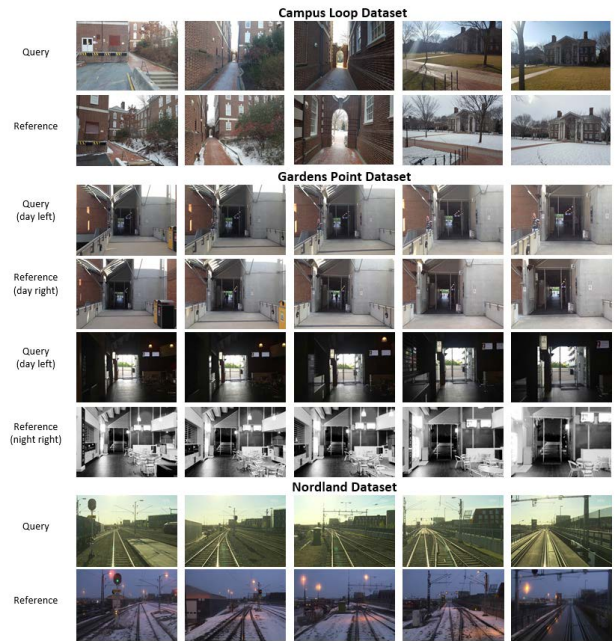 Campus Loop Dataset
Query
Reference
Gardens Point Dataset
Query
(day left)
Reference
(day right)
Query
(day left)
Reference
(night right)
Nordland Dataset
Query
Reference